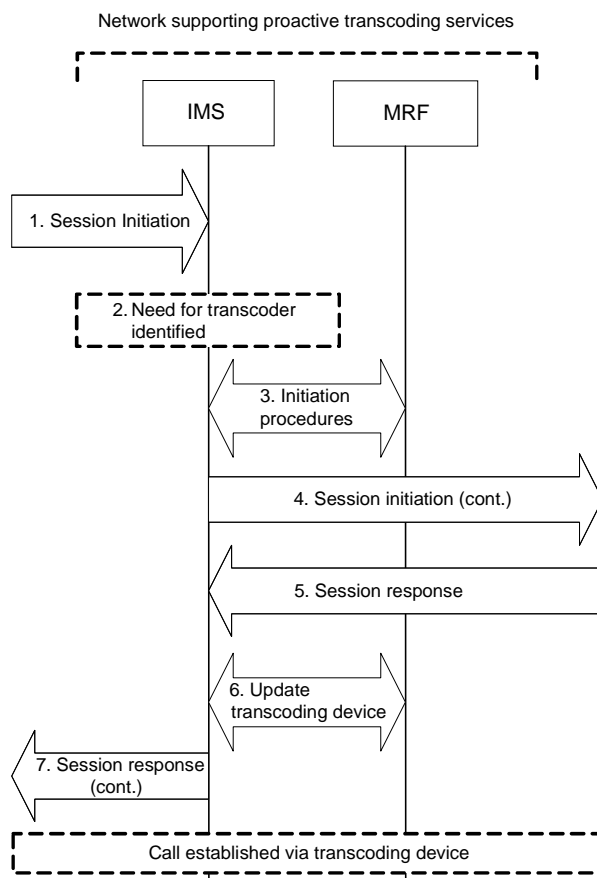 Network supporting proactive transcoding services
IMS
MRF
1. Session Initiation
2. Need for transcoder
identified
3. Initiation
procedures
4. Session initiation (cont.)
5. Session response
6. Update
transcoding device
7. Session response
(cont.)
Call established via transcoding device